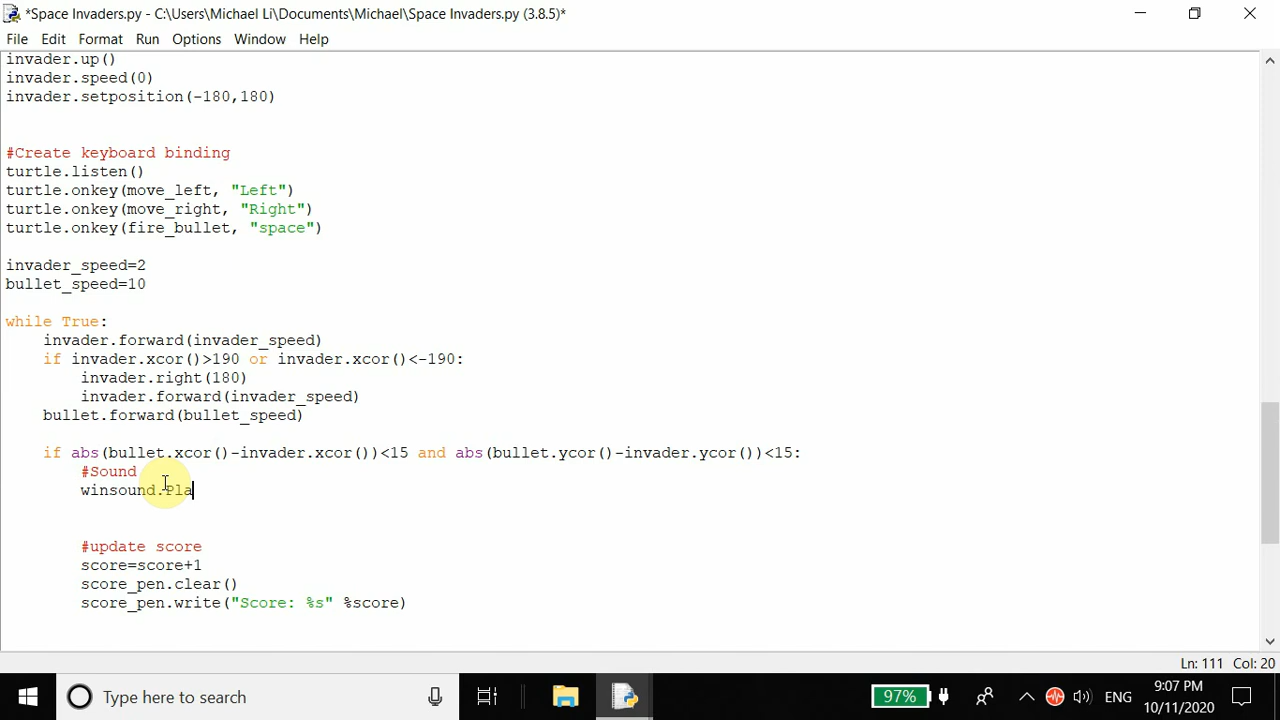 *Space Invaders.py - C:\Users\Michael Li\Documents\Michael\Space Invaders.py (3.8.5)*
File Edit Format Run Options Window Help
invader.up()
invader.speed(0)
invader.setposition(-180,180)
#Create keyboard binding
turtle.listen()
turtle.onkey(move_left, "Left")
turtle.onkey(move_right, "Right")
turtle.onkey(fire_bullet, "space")
invader_speed=2
bullet_speed=10
while True:
    invader.forward(invader_speed)
    if invader.xcor()>190 or invader.xcor()<-190:
        invader.right(180)
        invader.forward(invader_speed)
    bullet.forward(bullet_speed)
    if abs(bullet.xcor()-invader.xcor())<15 and abs(bullet.ycor()-invader.ycor())<15:
        #Sound
        winsound.Pla
        #update score
        score=score+1
        score_pen.clear()
        score_pen.write("Score: %s" %score)
Ln: 111 Col: 20
Type here to search
97%
ENG
9:07 PM
10/11/2020